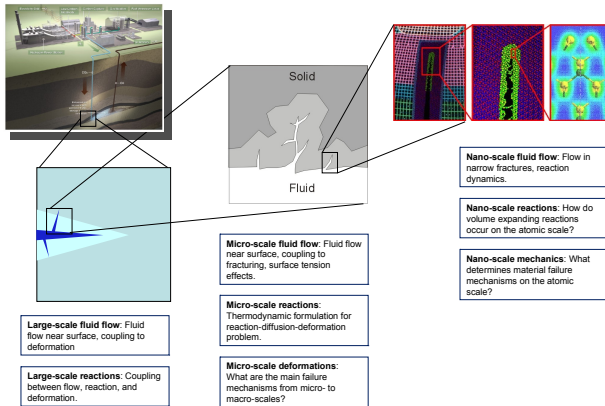 Solid
Fluid
Nano-scale fluid flow: Flow in
narrow fractures, reaction
dynamics.
Nano-scale reactions: How do
volume expanding reactions
occur on the atomic scale?
Nano-scale mechanics: What
determines material failure
mechanisms on the atomic
scale?
Micro-scale fluid flow: Fluid flow
near surface, coupling to
fracturing, surface tension
effects.
Micro-scale reactions:
Thermodynamic formulation for
reaction-diffusion-deformation
problem.
Micro-scale deformations:
What are the main failure
mechanisms from micro- to
macro-scales?
Large-scale fluid flow: Fluid
flow near surface, coupling to
deformation
Large-scale reactions: Coupling
between flow, reaction, and
deformation.